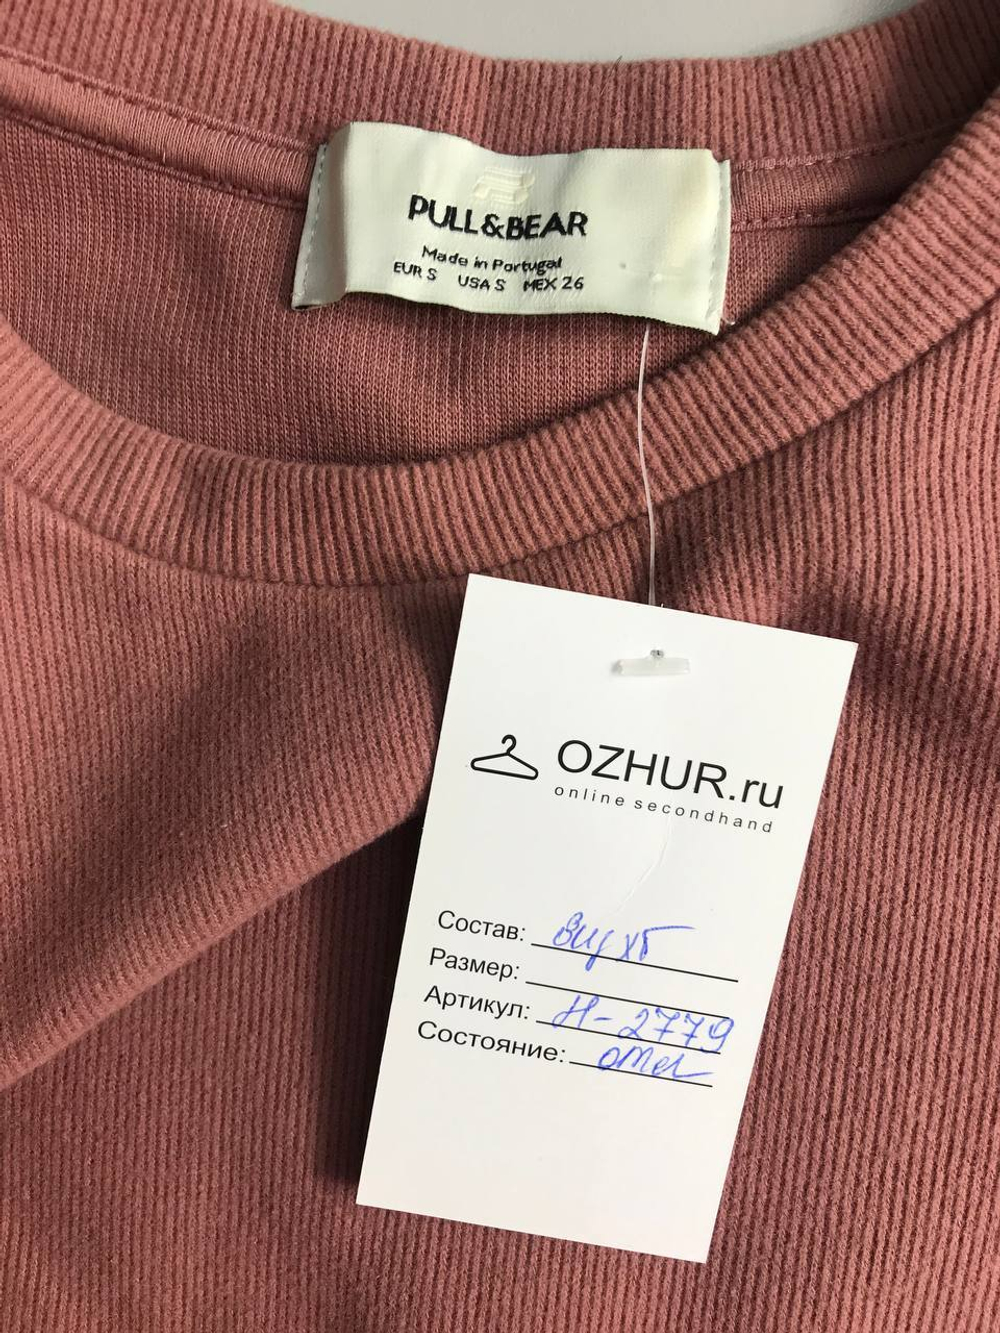 PULL&BEAR
Made in Portugal
EUR S USA S MEX 26
OZHUR.ru
online secondhand
Состав: вид хб
Размер:
Артикул: Н-2779
Состояние: отл